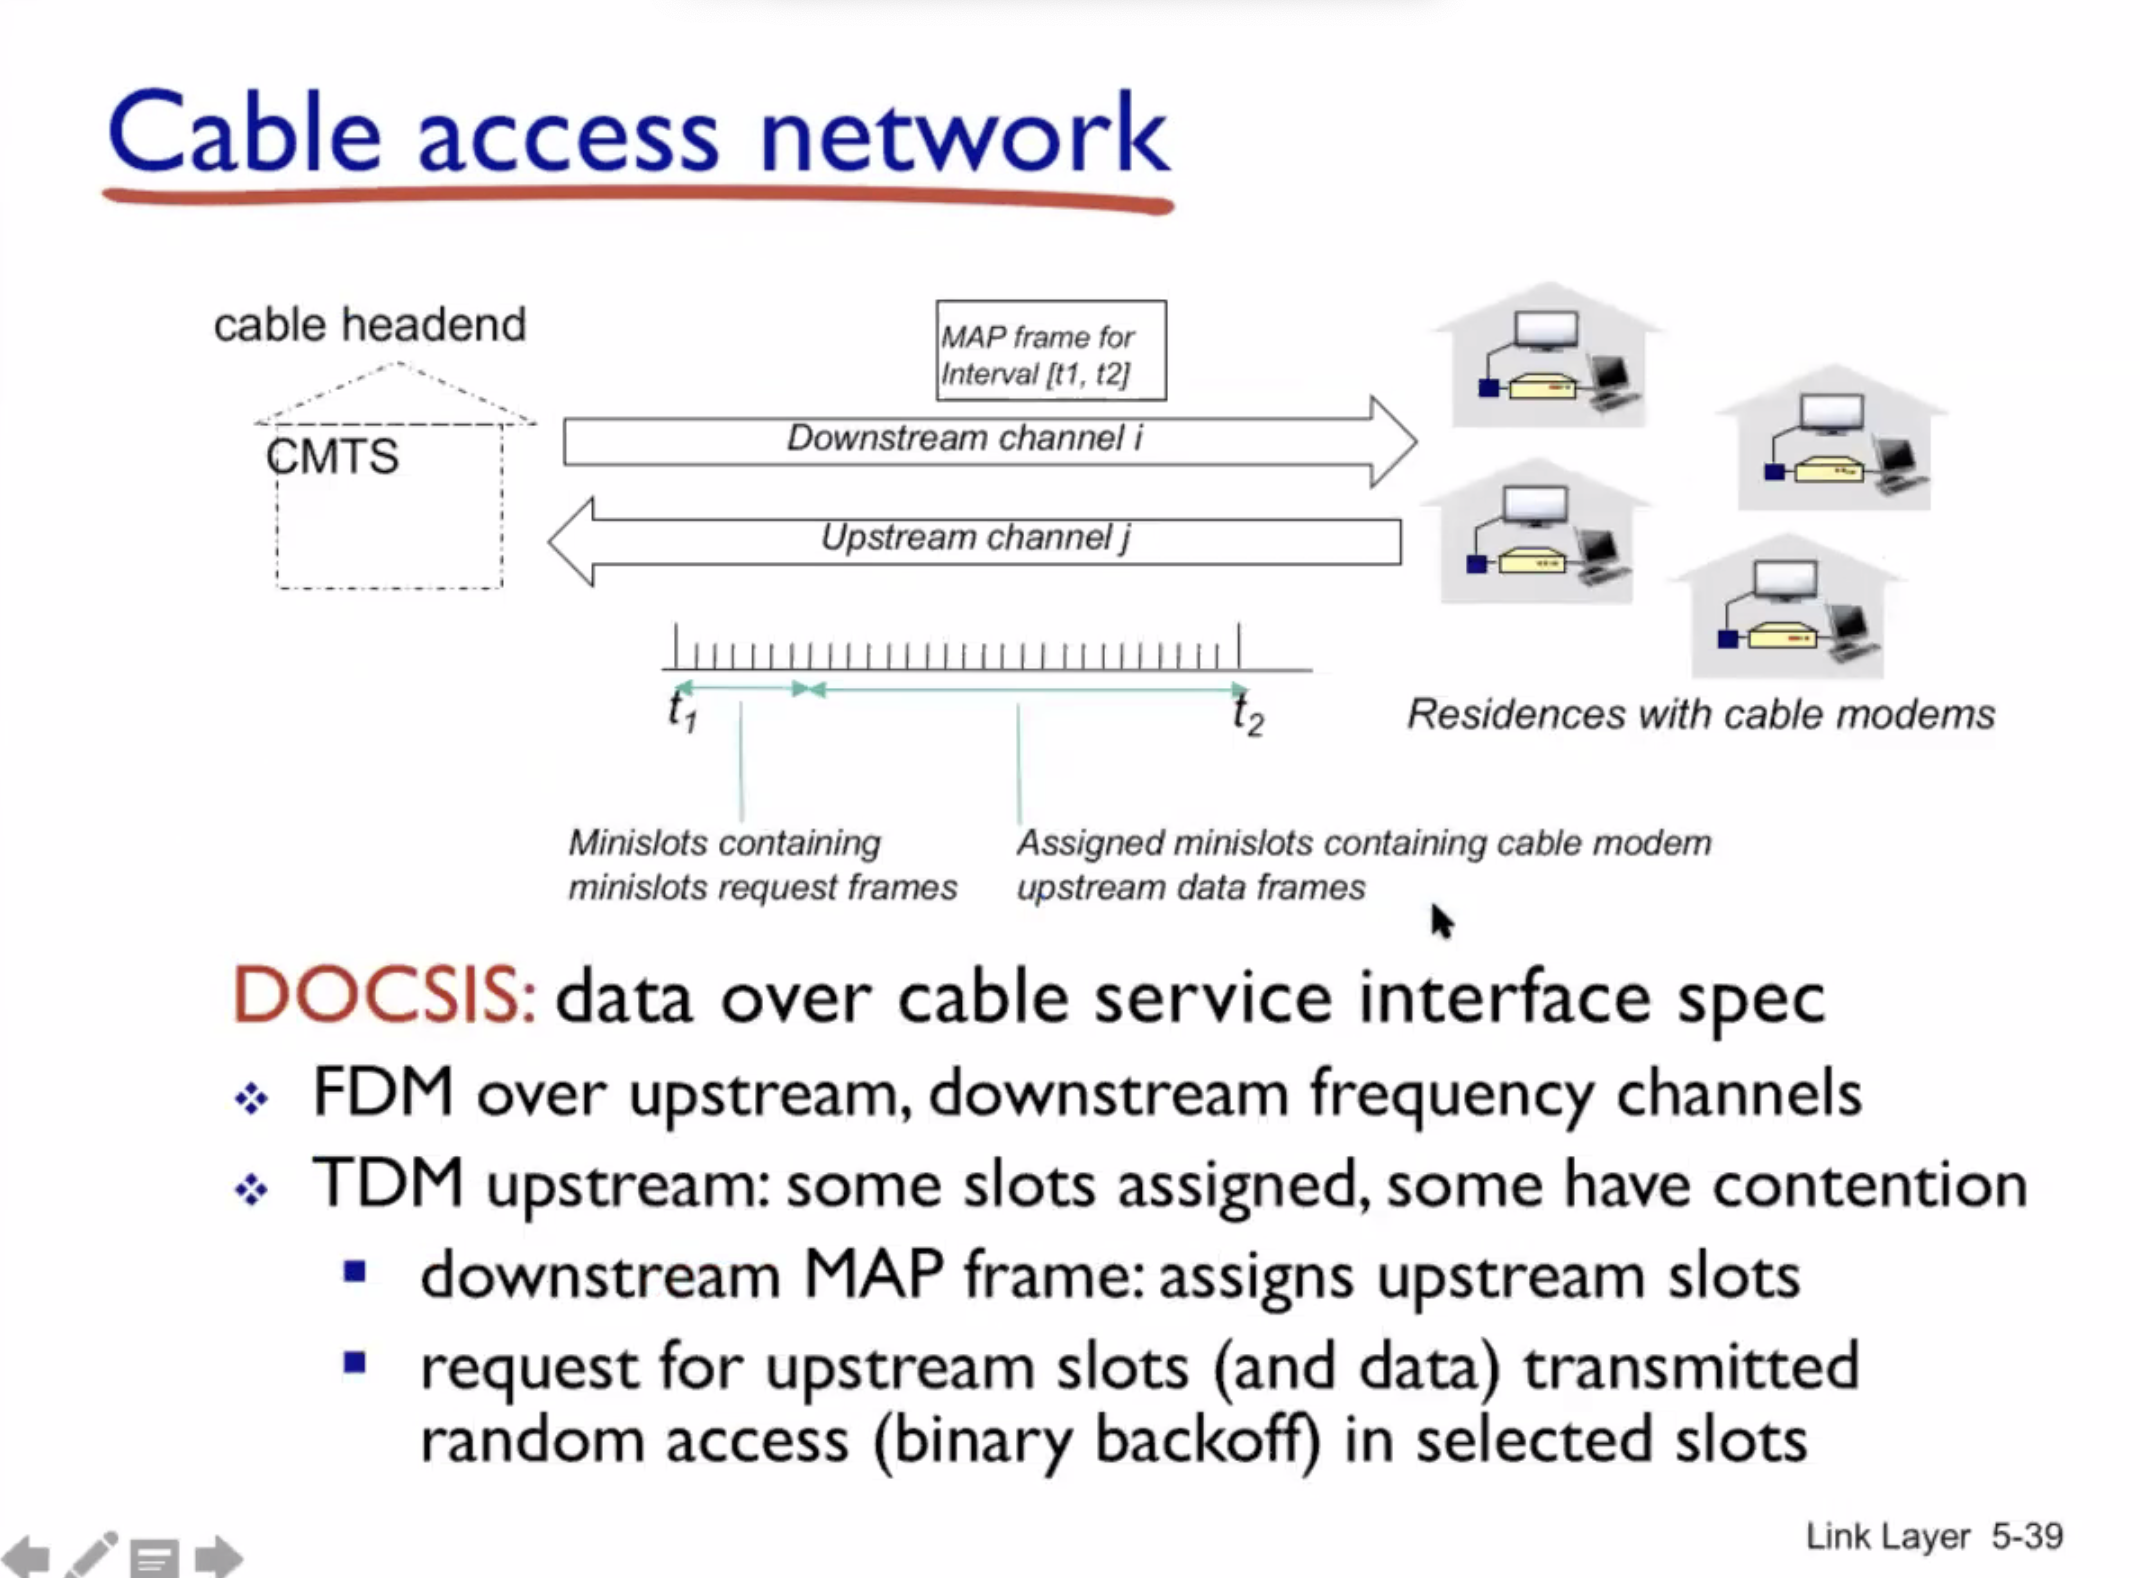 Cable access network
cable headend
CMTS
MAP frame for
Interval [t1, t2]
Downstream channel i
Upstream channel j
t1
t2
Residences with cable modems
Minislots containing
minislots request frames
Assigned minislots containing cable modem
upstream data frames
DOCSIS: data over cable service interface spec
FDM over upstream, downstream frequency channels
TDM upstream: some slots assigned, some have contention
downstream MAP frame: assigns upstream slots
request for upstream slots (and data) transmitted
random access (binary backoff) in selected slots
Link Layer 5-39